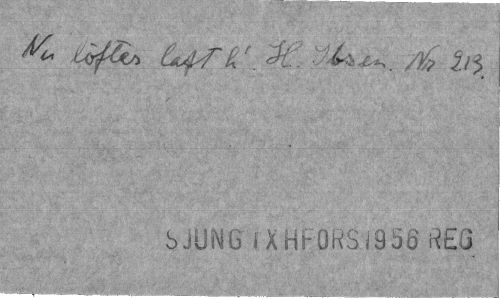 Nu löftes laft h! H. Ibsen. Nr 213.
SJUNG I X HFORS 1956 REG